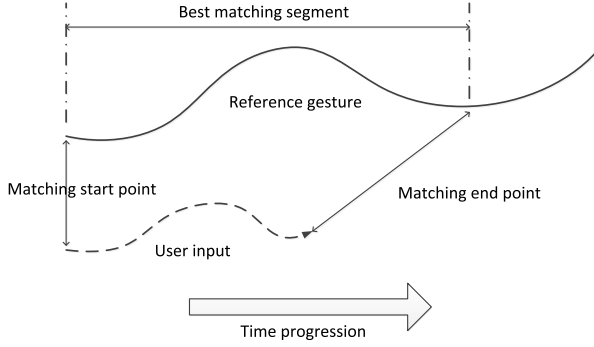 Best matching segment
Reference gesture
Matching start point
Matching end point
User input
Time progression